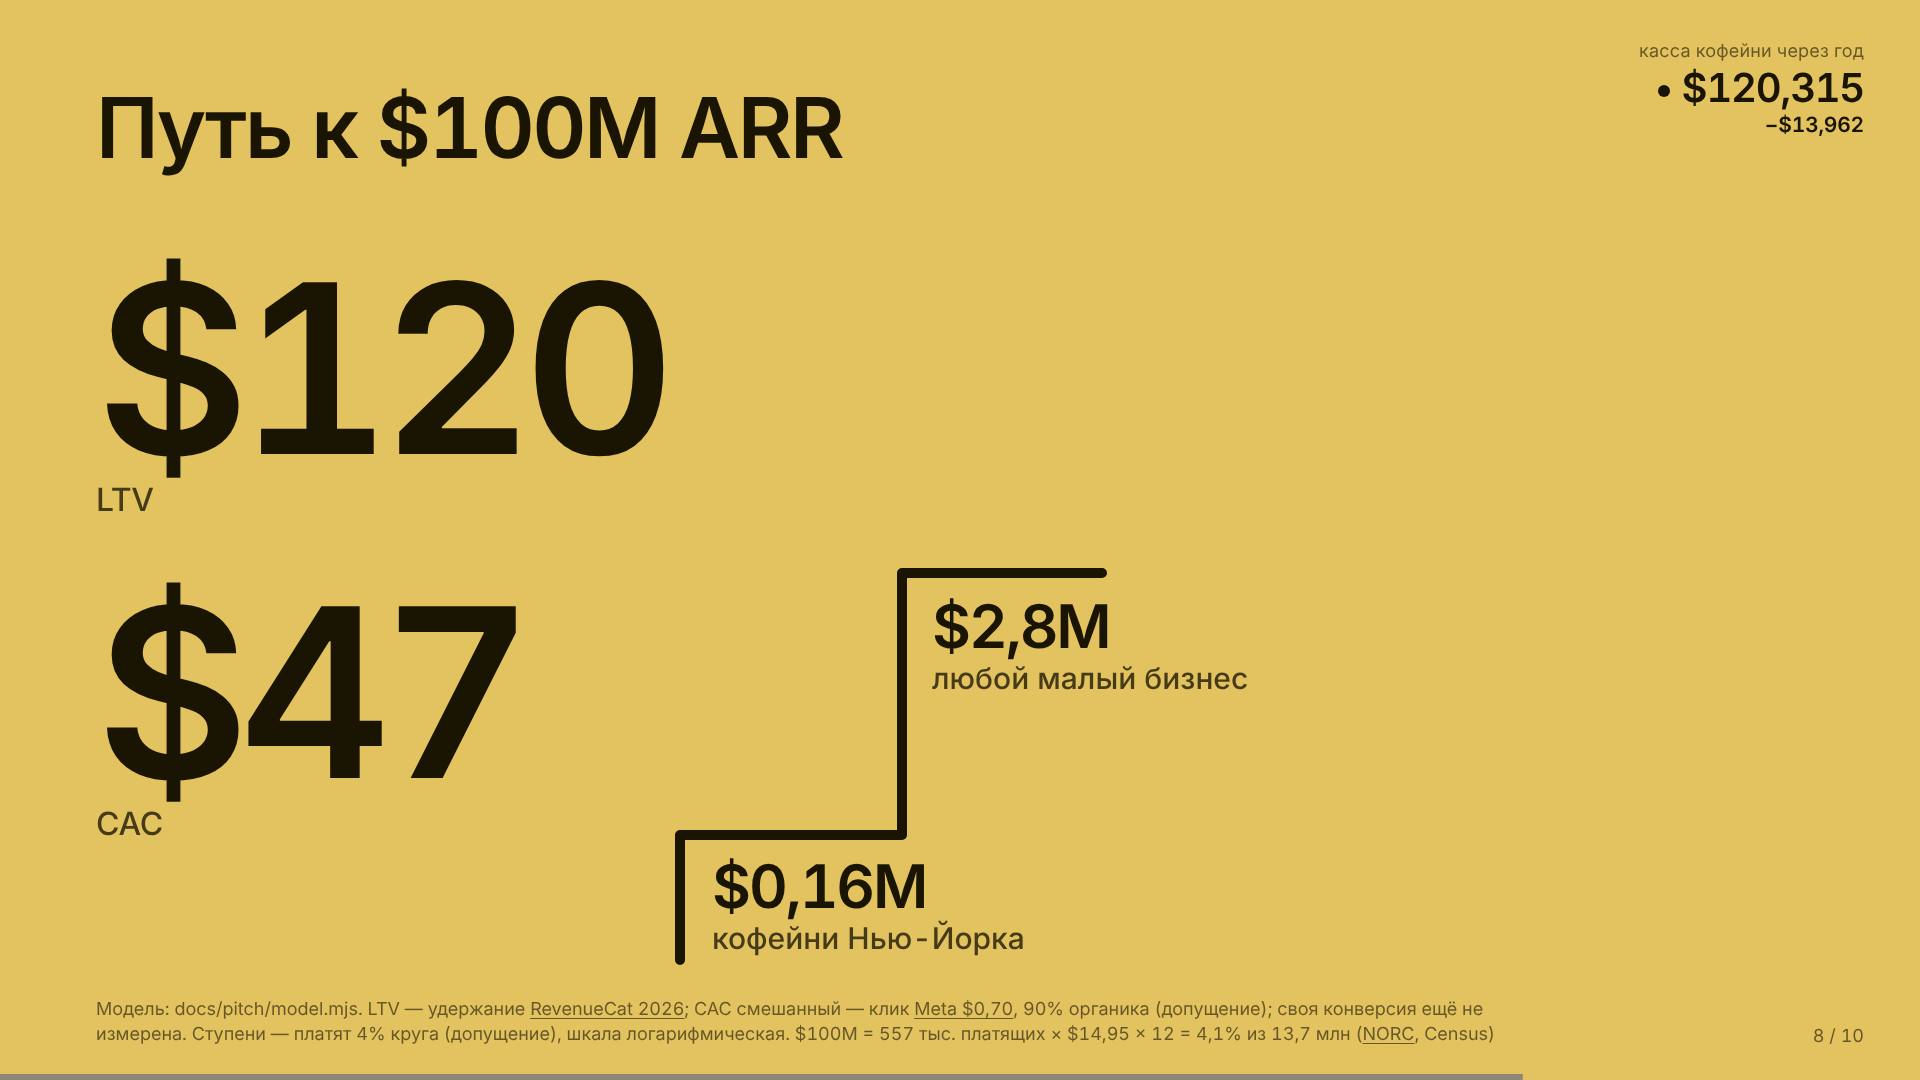 касса кофейни через год
• $120,315
−$13,962
Путь к $100M ARR
$120
LTV
$47
CAC
$2,8M
любой малый бизнес
$0,16M
кофейни Нью-Йорка
Модель: docs/pitch/model.mjs. LTV — удержание RevenueCat 2026; CAC смешанный — клик Meta $0,70, 90% органика (допущение); своя конверсия ещё не
измерена. Ступени — платят 4% круга (допущение), шкала логарифмическая. $100M = 557 тыс. платящих × $14,95 × 12 = 4,1% из 13,7 млн (NORC, Census)
8 / 10